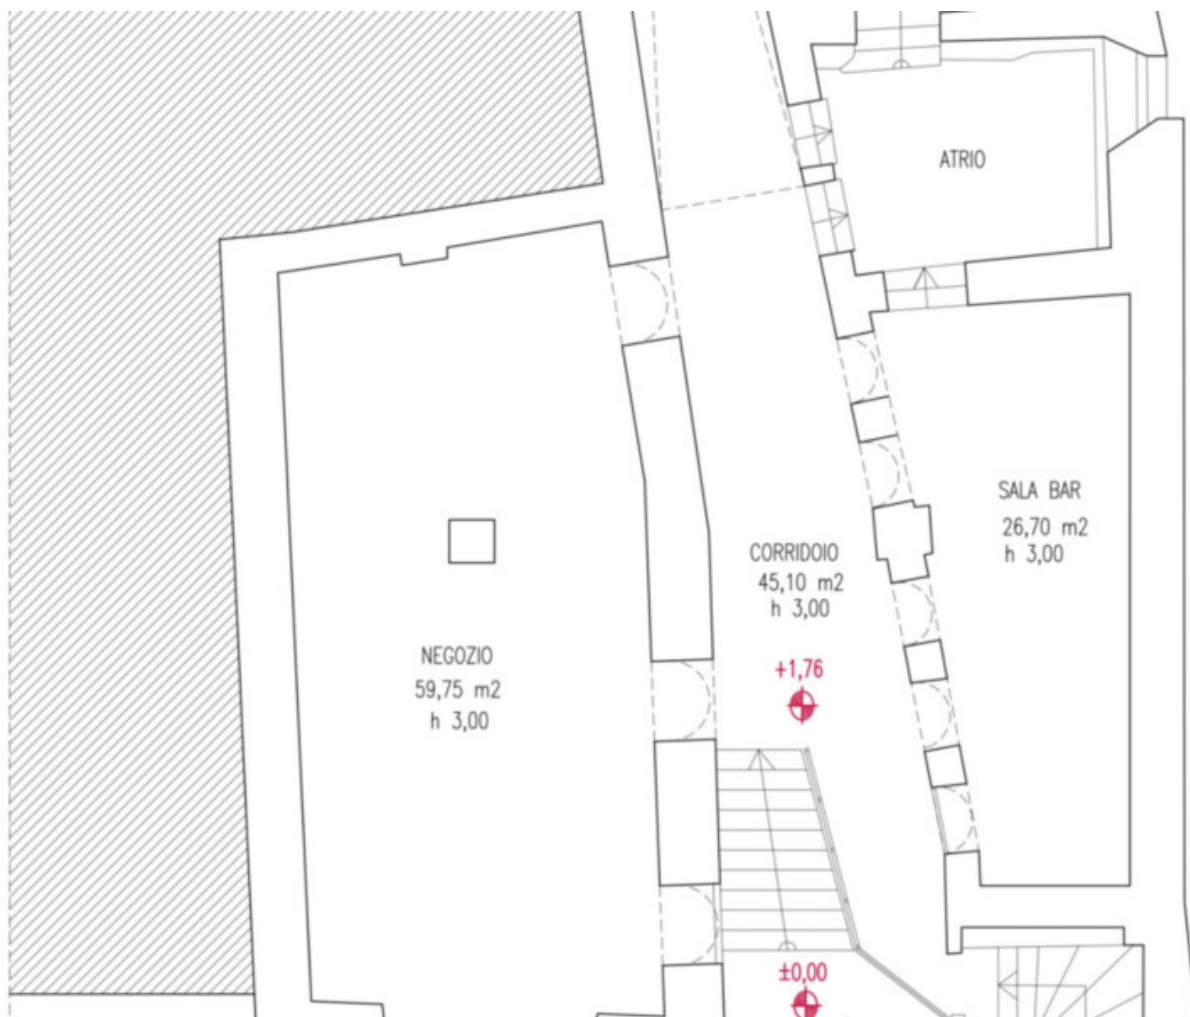 ATRIO
SALA BAR
26,70 m2
h 3,00
CORRIDOIO
45,10 m2
h 3,00
NEGOZIO
59,75 m2
h 3,00
+1,76
±0,00